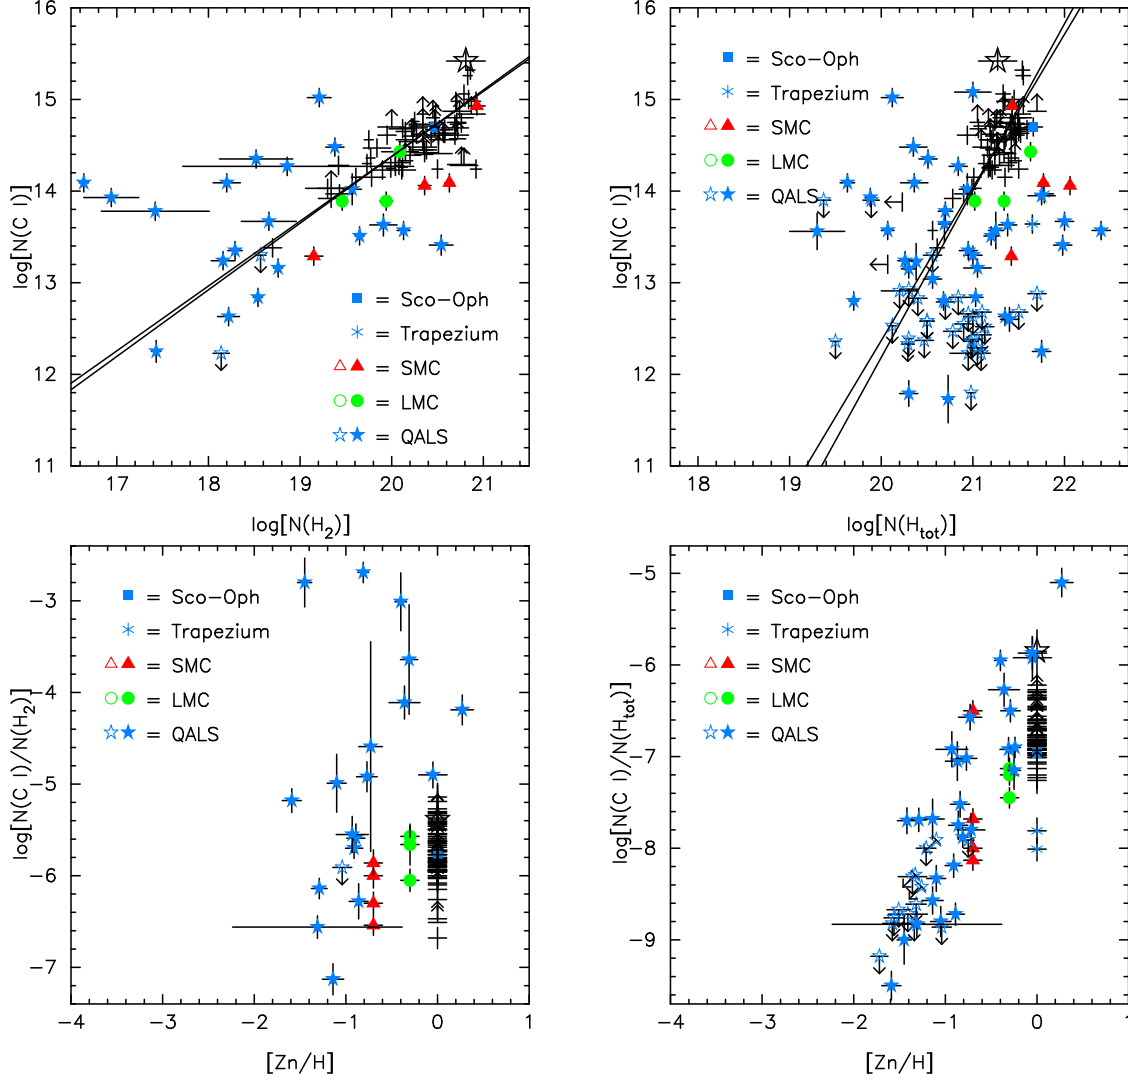 16
15
14
13
12
11
log[N(C I)]
= Sco-Oph
= Trapezium
= SMC
= LMC
= QALS
17 18 19 20 21
log[N(H2)]
16
15
14
13
12
11
log[N(C I)]
= Sco-Oph
= Trapezium
= SMC
= LMC
= QALS
18 19 20 21 22
log[N(Htot)]
-3
-4
-5
-6
-7
log[N(C I)/N(H2)]
= Sco-Oph
= Trapezium
= SMC
= LMC
= QALS
-4 -3 -2 -1 0 1
[Zn/H]
-5
-6
-7
-8
-9
log[N(C I)/N(Htot)]
= Sco-Oph
= Trapezium
= SMC
= LMC
= QALS
-4 -3 -2 -1 0 1
[Zn/H]